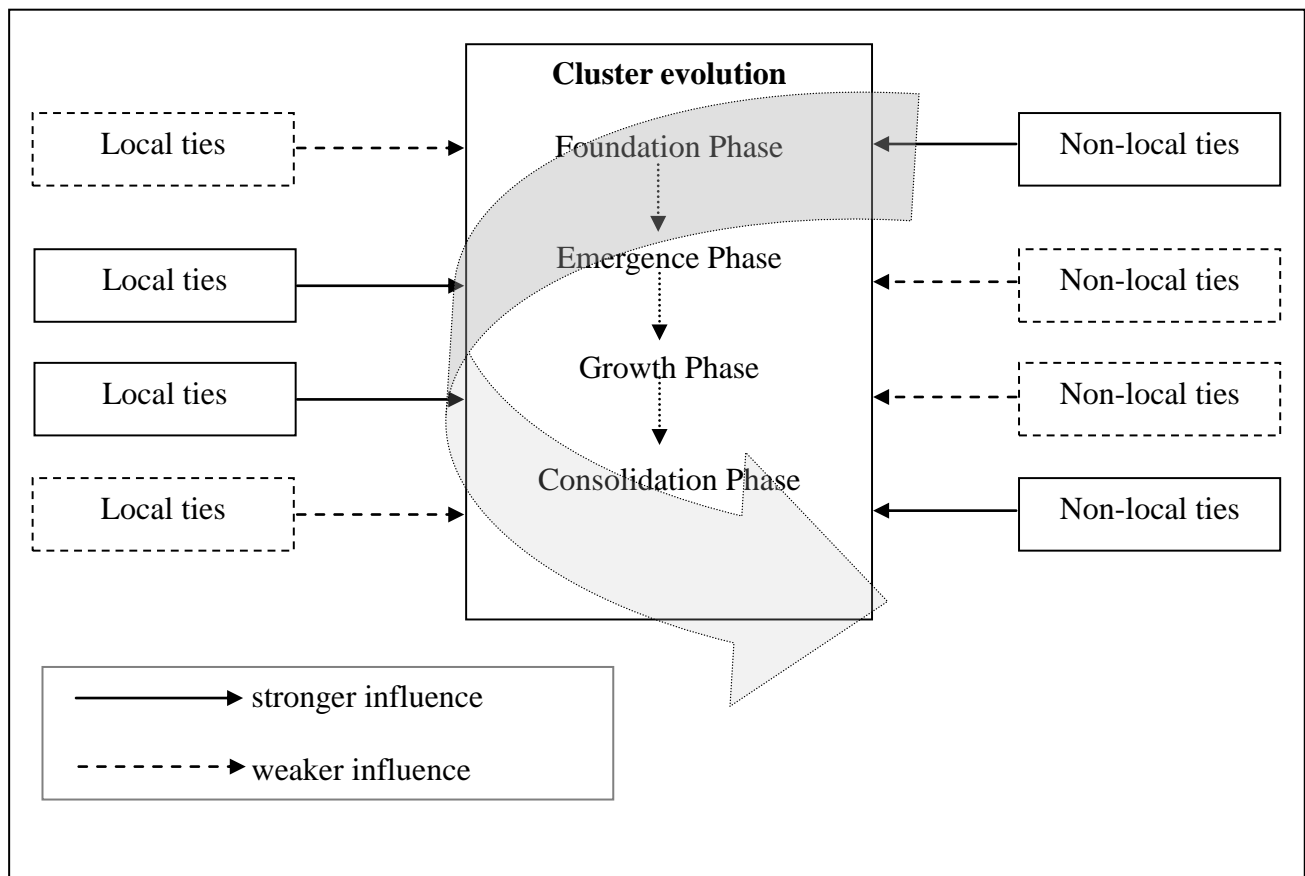 Cluster evolution
Local ties
Foundation Phase
Non-local ties
Local ties
Emergence Phase
Non-local ties
Local ties
Growth Phase
Non-local ties
Local ties
Consolidation Phase
Non-local ties
stronger influence
weaker influence